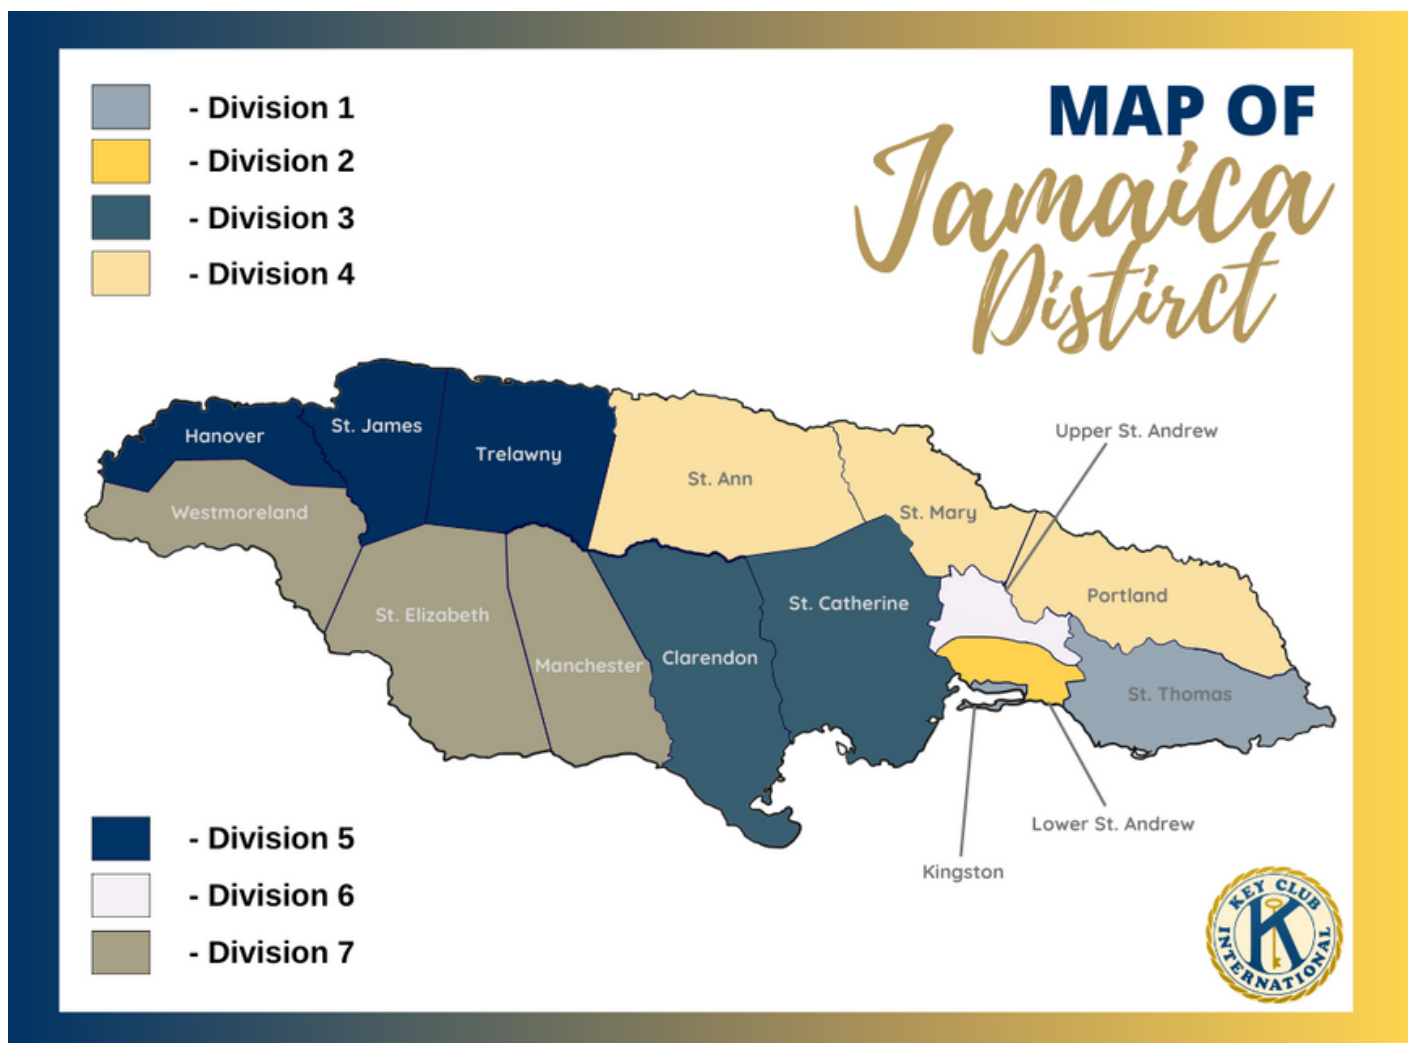 - Division 1
- Division 2
- Division 3
- Division 4
MAP OF
Jamaica
Distirct
Hanover
St. James
Trelawny
St. Ann
St. Mary
Upper St. Andrew
Westmoreland
St. Elizabeth
Manchester
Clarendon
St. Catherine
Portland
St. Thomas
Lower St. Andrew
Kingston
- Division 5
- Division 6
- Division 7
KEY CLUB
K
INTERNATIONAL